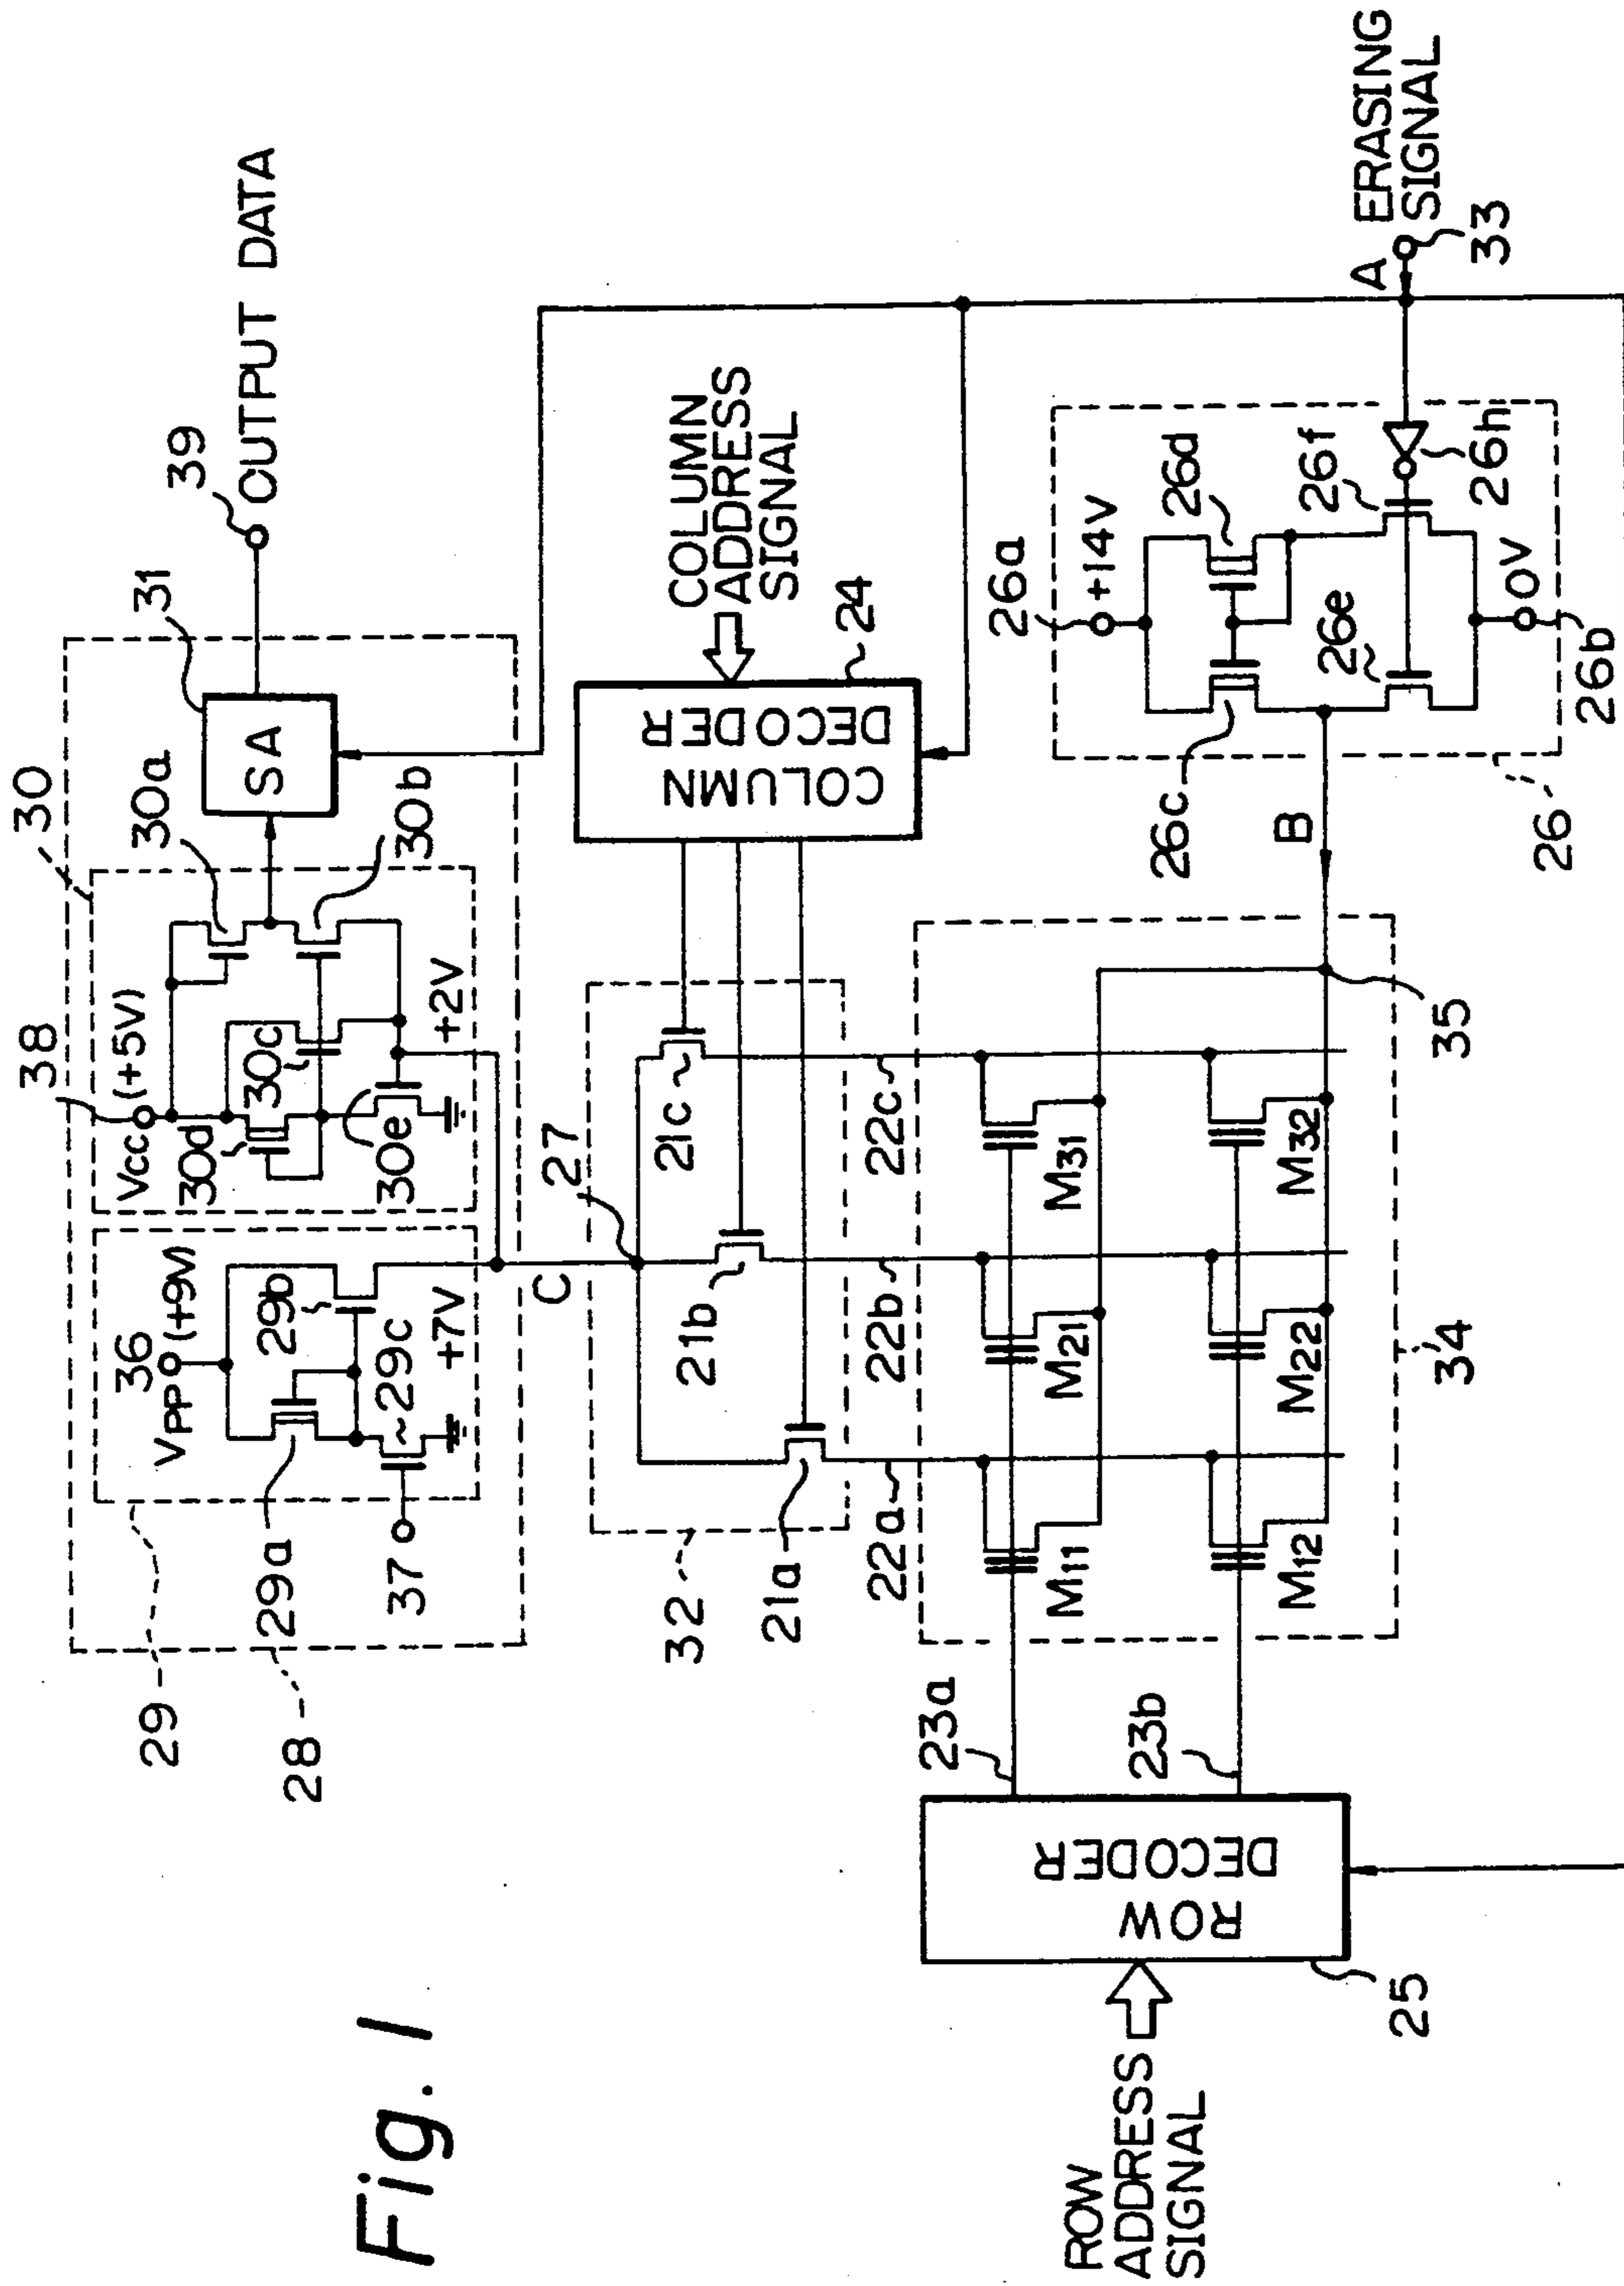 Fig. 1
30
38
39
31
OUTPUT DATA
36
VPP
(+9V)
Vcc
(+5V)
30a
SA
29b
30d
30c
30b
29a
29c
30e
+7V
+2V
37
29
28
27
C
COLUMN
ADDRESS
SIGNAL
24
COLUMN
DECODER
21b
21c
21a
32
22a
22b
22c
26a
+14V
26d
26c
26e
26f
26h
26b
0V
26
A
ERASING
SIGNAL
33
B
35
34
M11
M21
M31
M12
M22
M32
23a
23b
ROW
DECODER
25
ROW
ADDRESS
SIGNAL